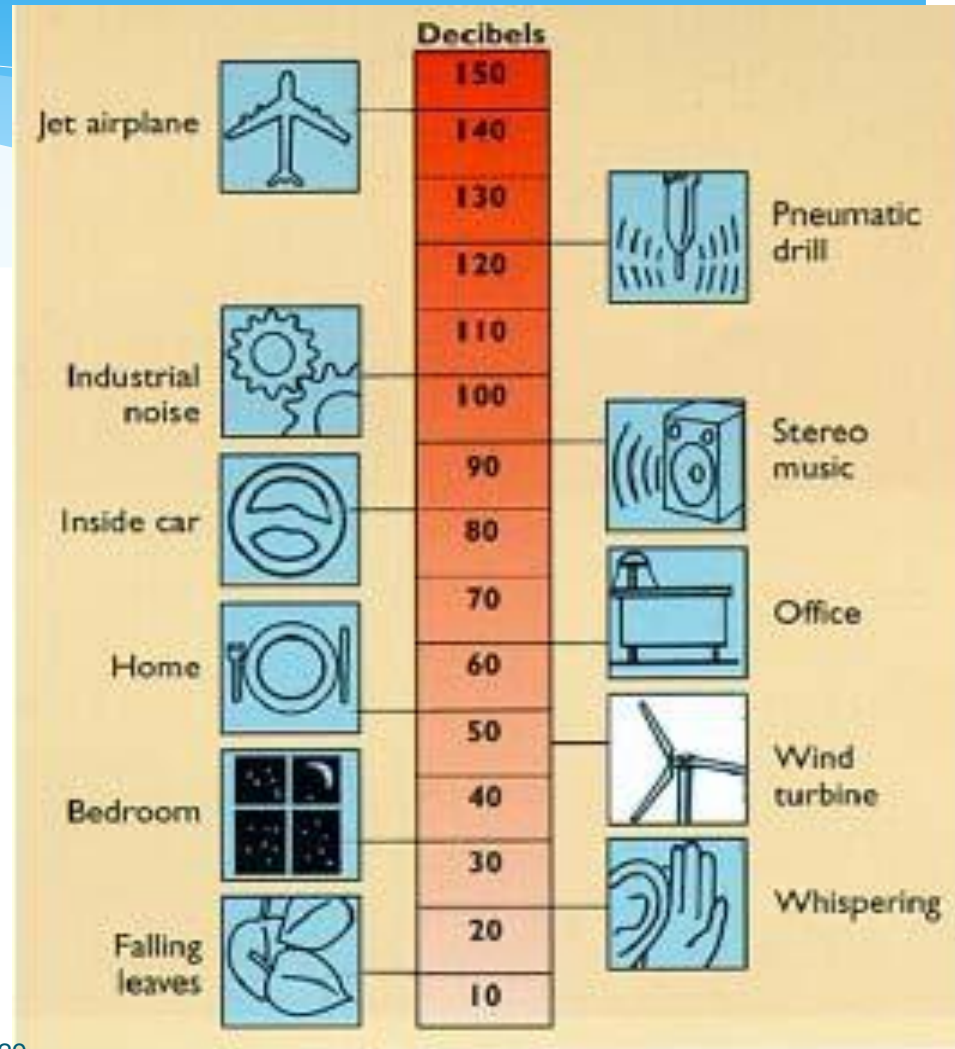 Decibels
150
Jet airplane
140
130
Pneumatic
drill
120
110
Industrial
noise
100
Stereo
music
90
Inside car
80
70
Office
Home
60
50
Wind
turbine
40
Bedroom
30
Whispering
20
Falling
leaves
10